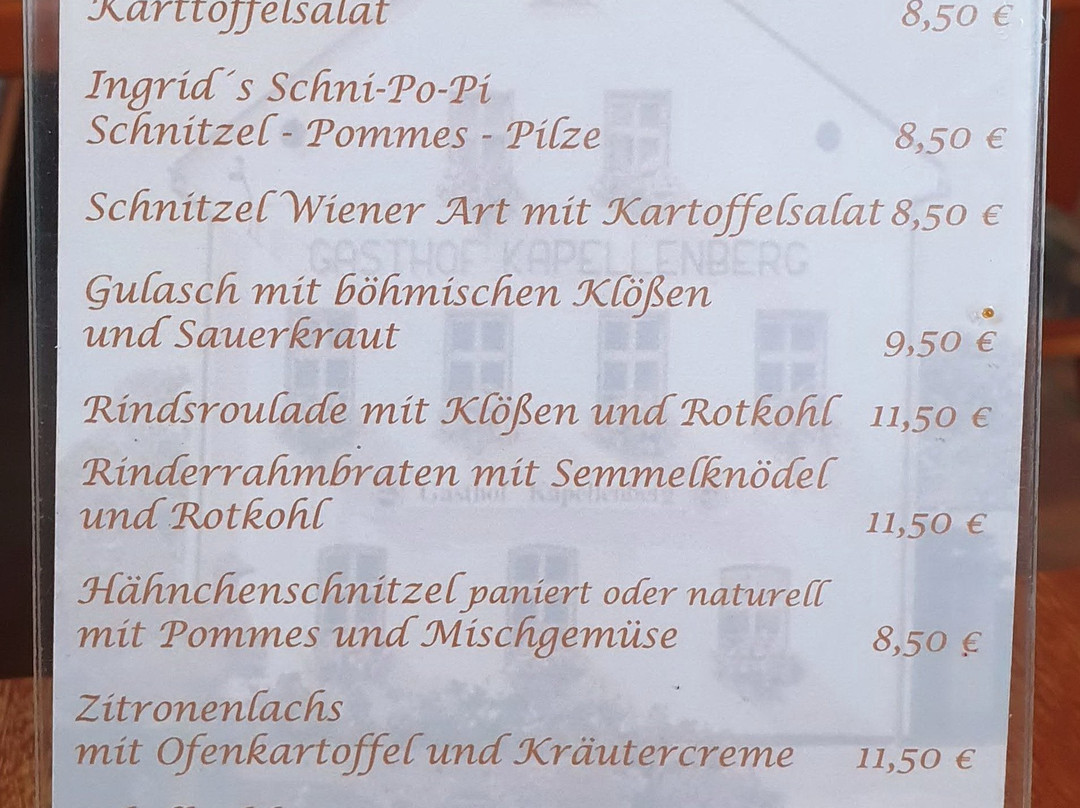 Karttoffelsalat 8,50 €
Ingrid´s Schni-Po-Pi
Schnitzel - Pommes - Pilze 8,50 €
Schnitzel Wiener Art mit Kartoffelsalat 8,50 €
GASTHOF KAPELLENBERG
Gulasch mit böhmischen Klößen
und Sauerkraut 9,50 €
Rindsroulade mit Klößen und Rotkohl 11,50 €
Rinderrahmbraten mit Semmelknödel
Gasthof Kapellenberg
und Rotkohl 11,50 €
Hähnchenschnitzel paniert oder naturell
mit Pommes und Mischgemüse 8,50 €
Zitronenlachs
mit Ofenkartoffel und Kräutercreme 11,50 €